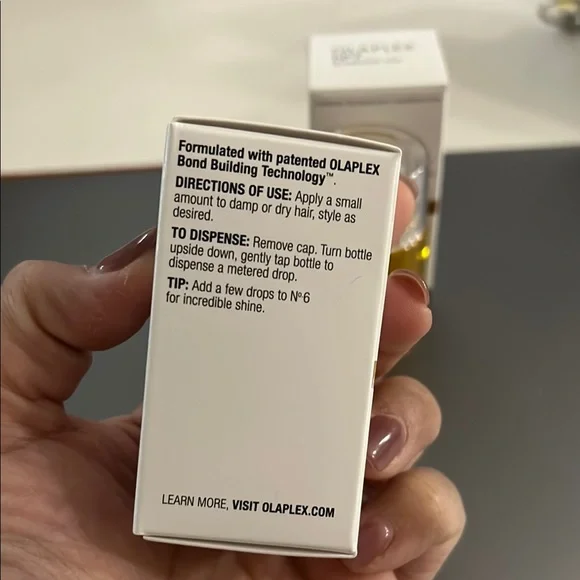 OLAPLEX
Formulated with patented OLAPLEX
Bond Building Technology™.
DIRECTIONS OF USE: Apply a small
amount to damp or dry hair, style as
desired.
TO DISPENSE: Remove cap. Turn bottle
upside down, gently tap bottle to
dispense a metered drop.
TIP: Add a few drops to Nº6
for incredible shine.
LEARN MORE, VISIT OLAPLEX.COM